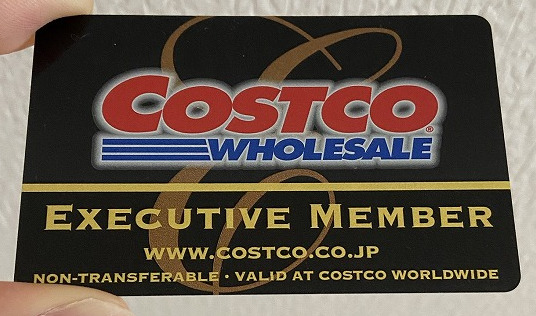 COSTCO
WHOLESALE
EXECUTIVE MEMBER
WWW.COSTCO.CO.JP
NON-TRANSFERABLE · VALID AT COSTCO WORLDWIDE